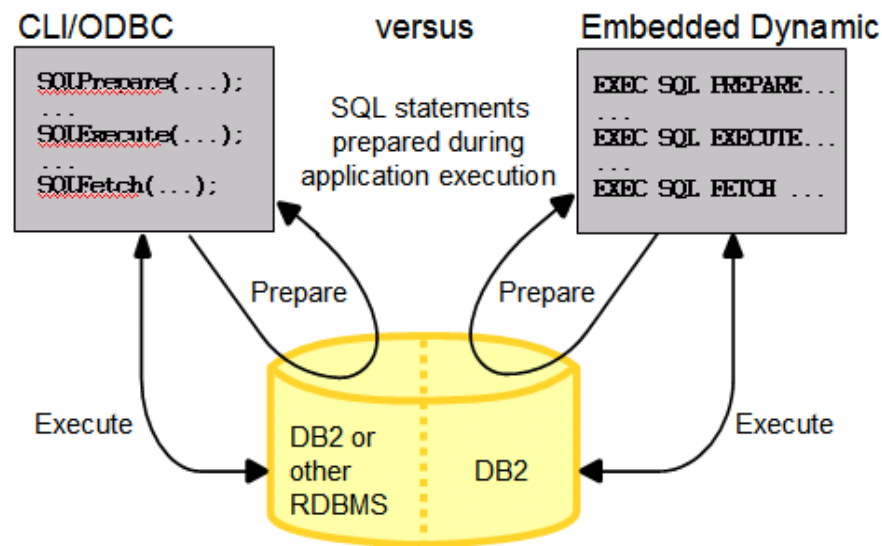 CLI/ODBC versus Embedded Dynamic
SQLPrepare(...);
...
SQLExecute(...);
...
SQLFetch(...);
SQL statements
prepared during
application execution
EXEC SQL PREPARE...
...
EXEC SQL EXECUTE...
...
EXEC SQL FETCH ...
Prepare
Prepare
Execute
Execute
DB2 or
other
RDBMS
DB2